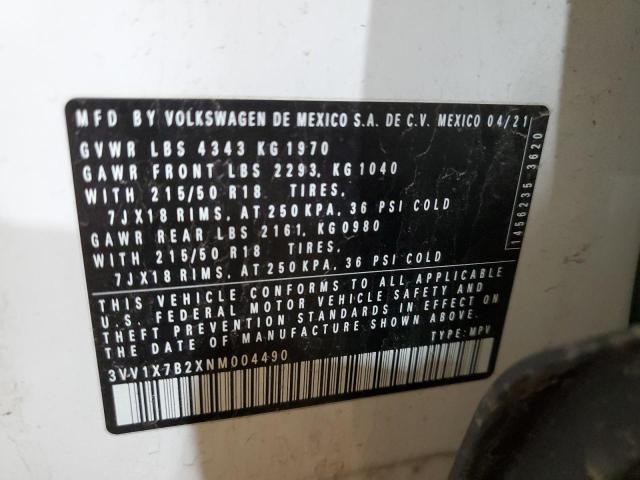 MFD BY VOLKSWAGEN DE MEXICO S.A. DE C.V. MEXICO 04/21
GVWR LBS 4343 KG 1970
GAWR FRONT LBS 2293, KG 1040
WITH 215/50 R18 TIRES,
7JX18 RIMS, AT 250 KPA, 36 PSI COLD
GAWR REAR LBS 2161, KG0980
WITH 215/50 R18 TIRES,
7JX18 RIMS, AT 250 KPA, 36 PSI COLD
THIS VEHICLE CONFORMS TO ALL APPLICABLE
U.S. FEDERAL MOTOR VEHICLE SAFETY AND
THEFT PREVENTION STANDARDS IN EFFECT ON
THE DATE OF MANUFACTURE SHOWN ABOVE.
3VV1X7B2XNM004490 TYPE: MPV
1456235 3620